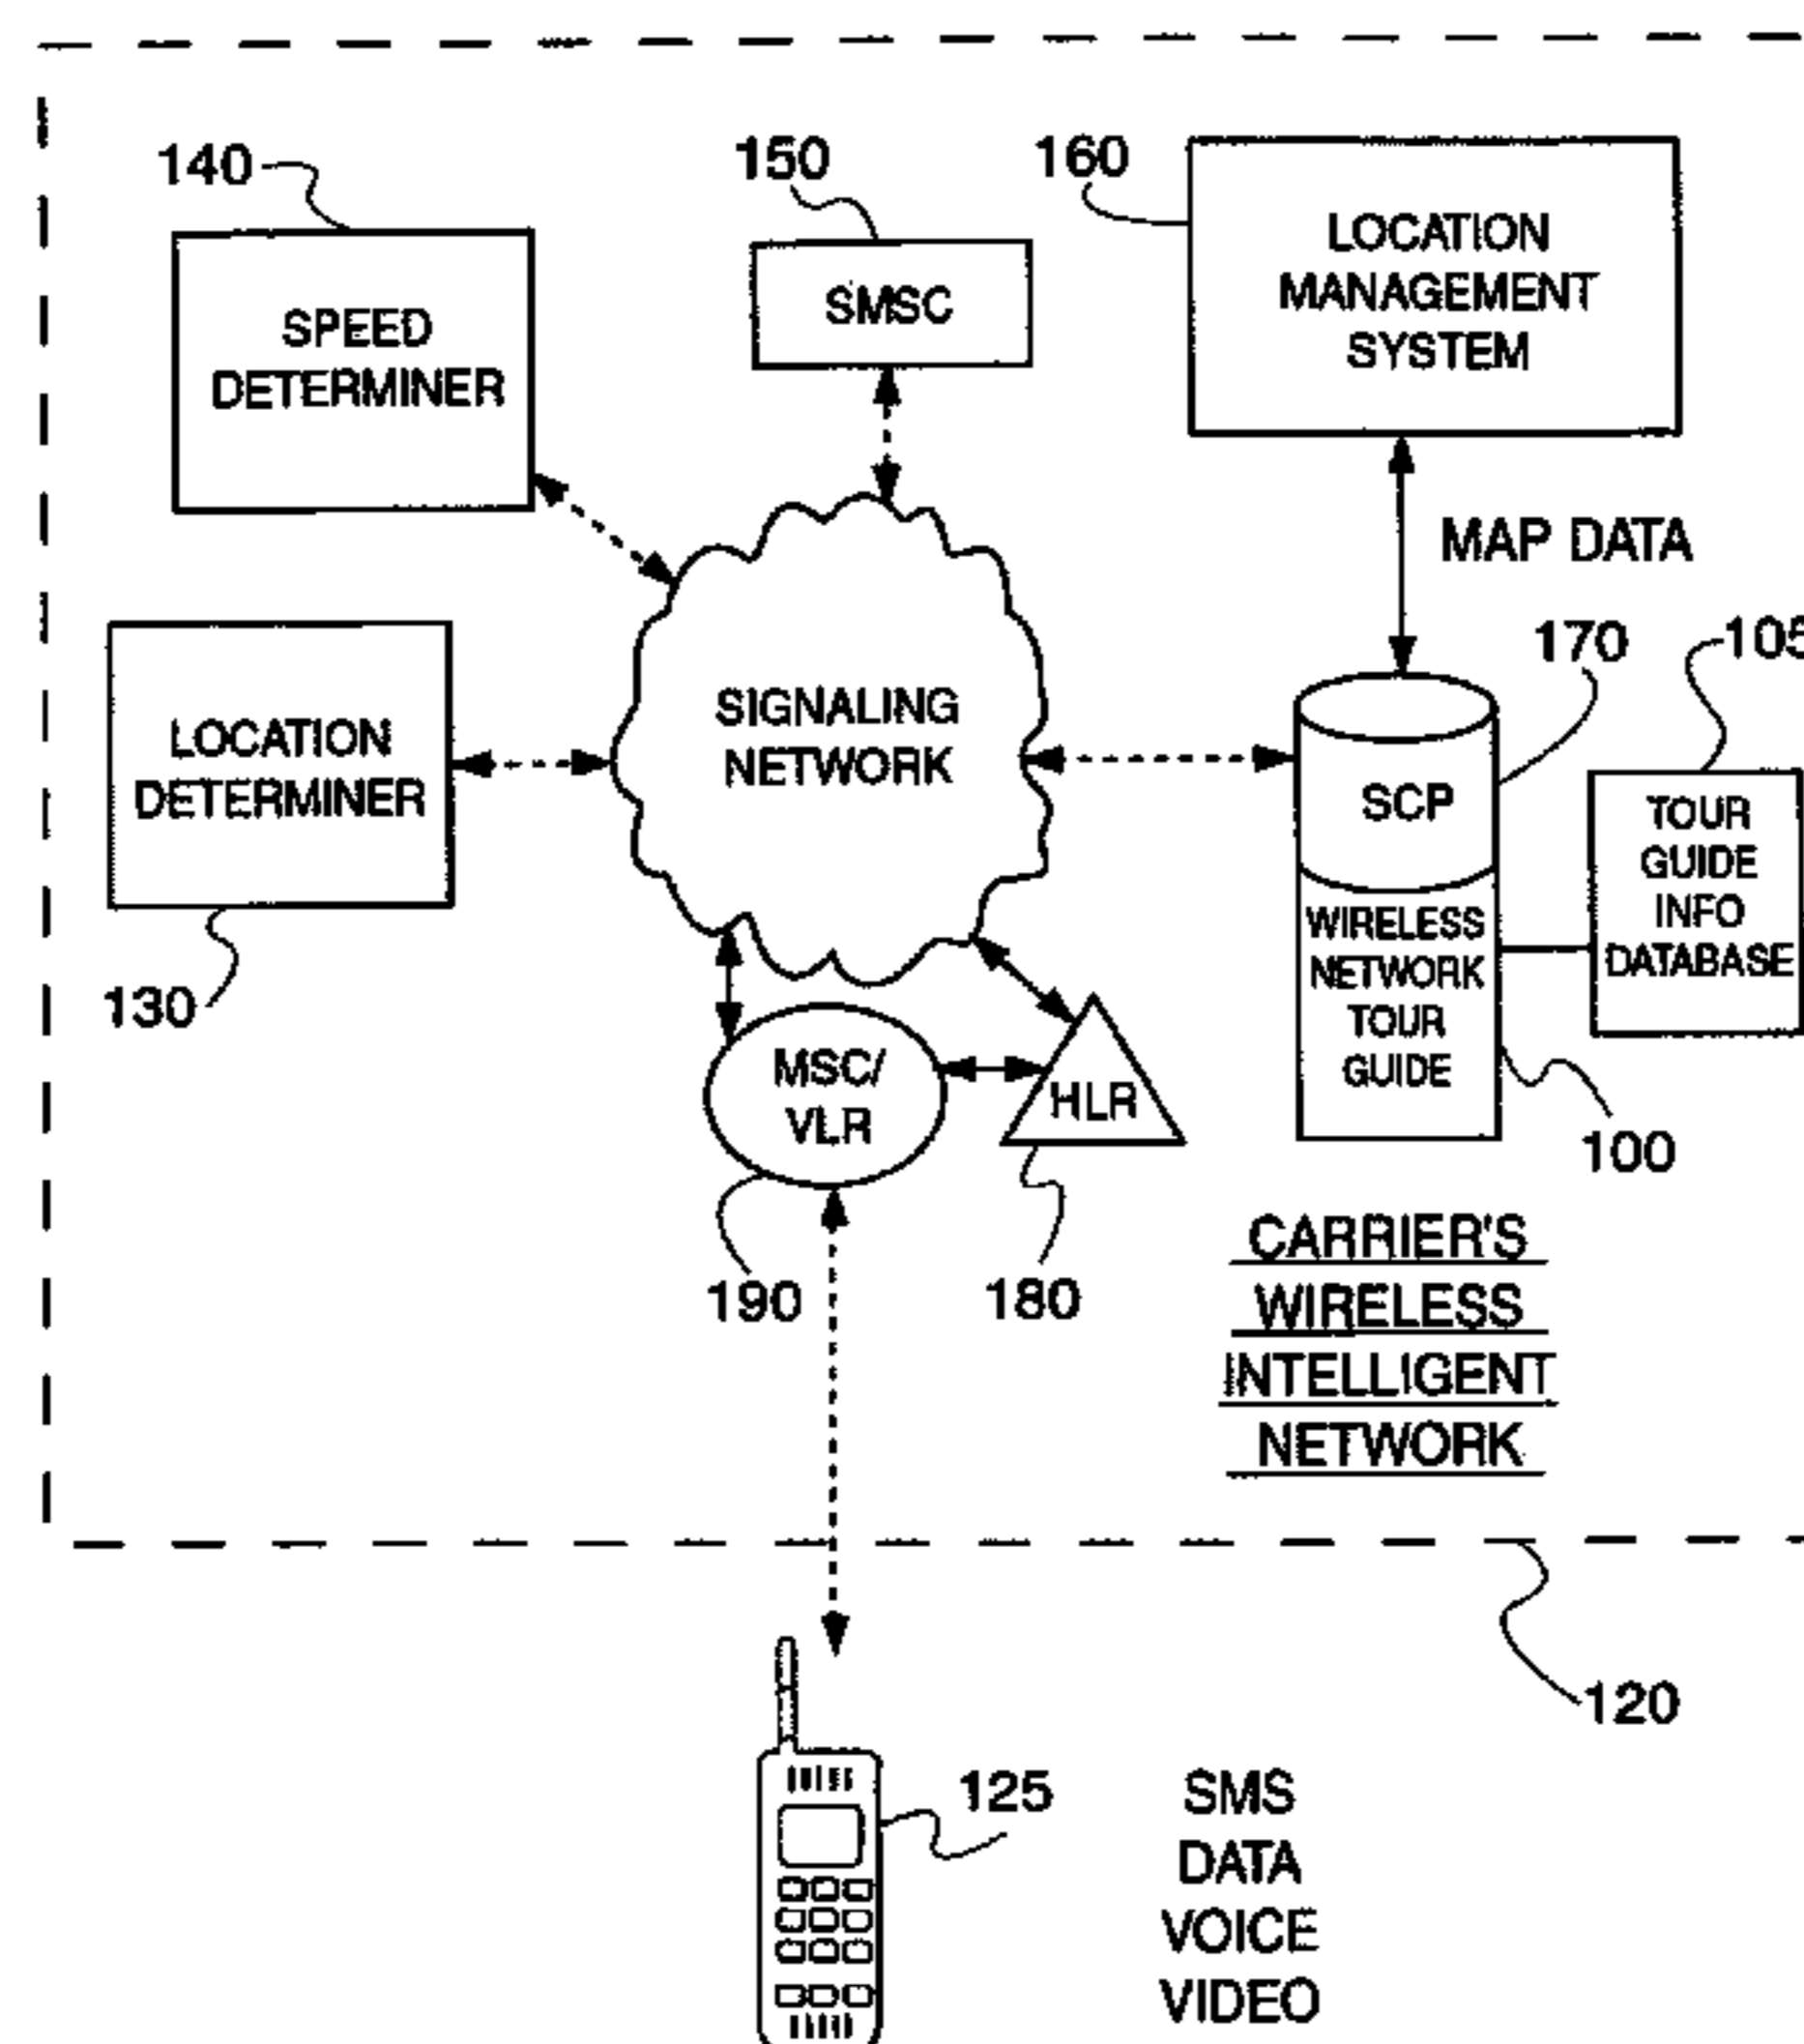 140
150
160
SPEED
DETERMINER
SMSC
LOCATION
MANAGEMENT
SYSTEM
MAP DATA
170
105
LOCATION
DETERMINER
130
SIGNALING
NETWORK
SCP
WIRELESS
NETWORK
TOUR
GUIDE
TOUR
GUIDE
INFO
DATABASE
100
MSC/
VLR
HLR
190
180
CARRIER'S
WIRELESS
INTELLIGENT
NETWORK
120
125
SMS
DATA
VOICE
VIDEO